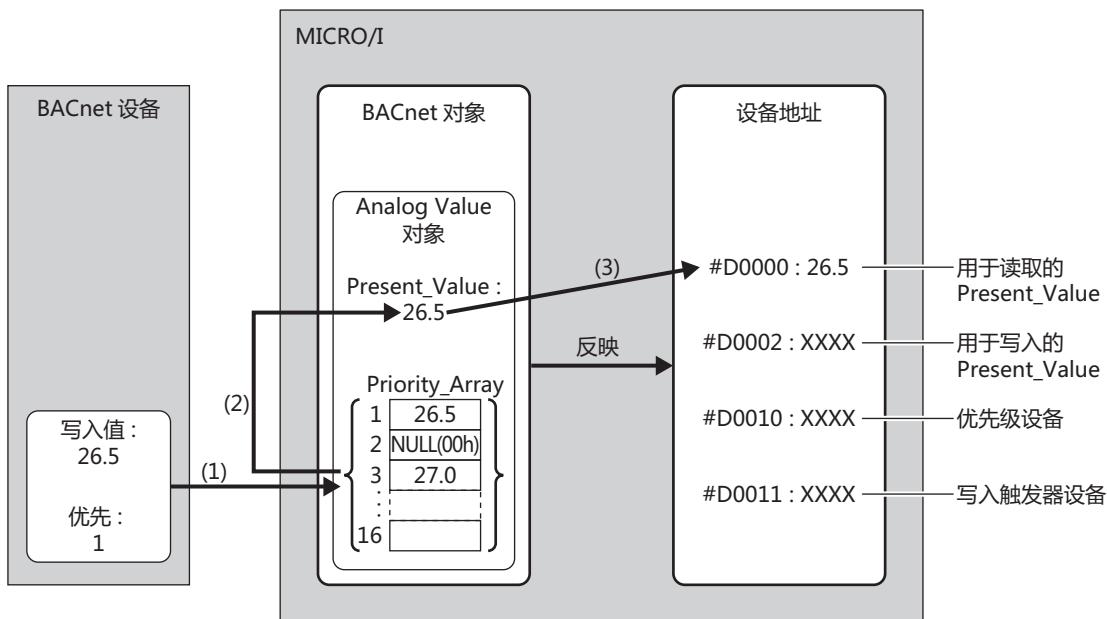 MICRO/I
BACnet 设备
写入值 :
26.5
优先 :
1
(1)
(2)
BACnet 对象
Analog Value
对象
Present_Value :
26.5
Priority_Array
1 26.5
2 NULL(00h)
3 27.0
:
16
(3)
反映
设备地址
#D0000 : 26.5
用于读取的
Present_Value
#D0002 : XXXX
用于写入的
Present_Value
#D0010 : XXXX
优先级设备
#D0011 : XXXX
写入触发器设备